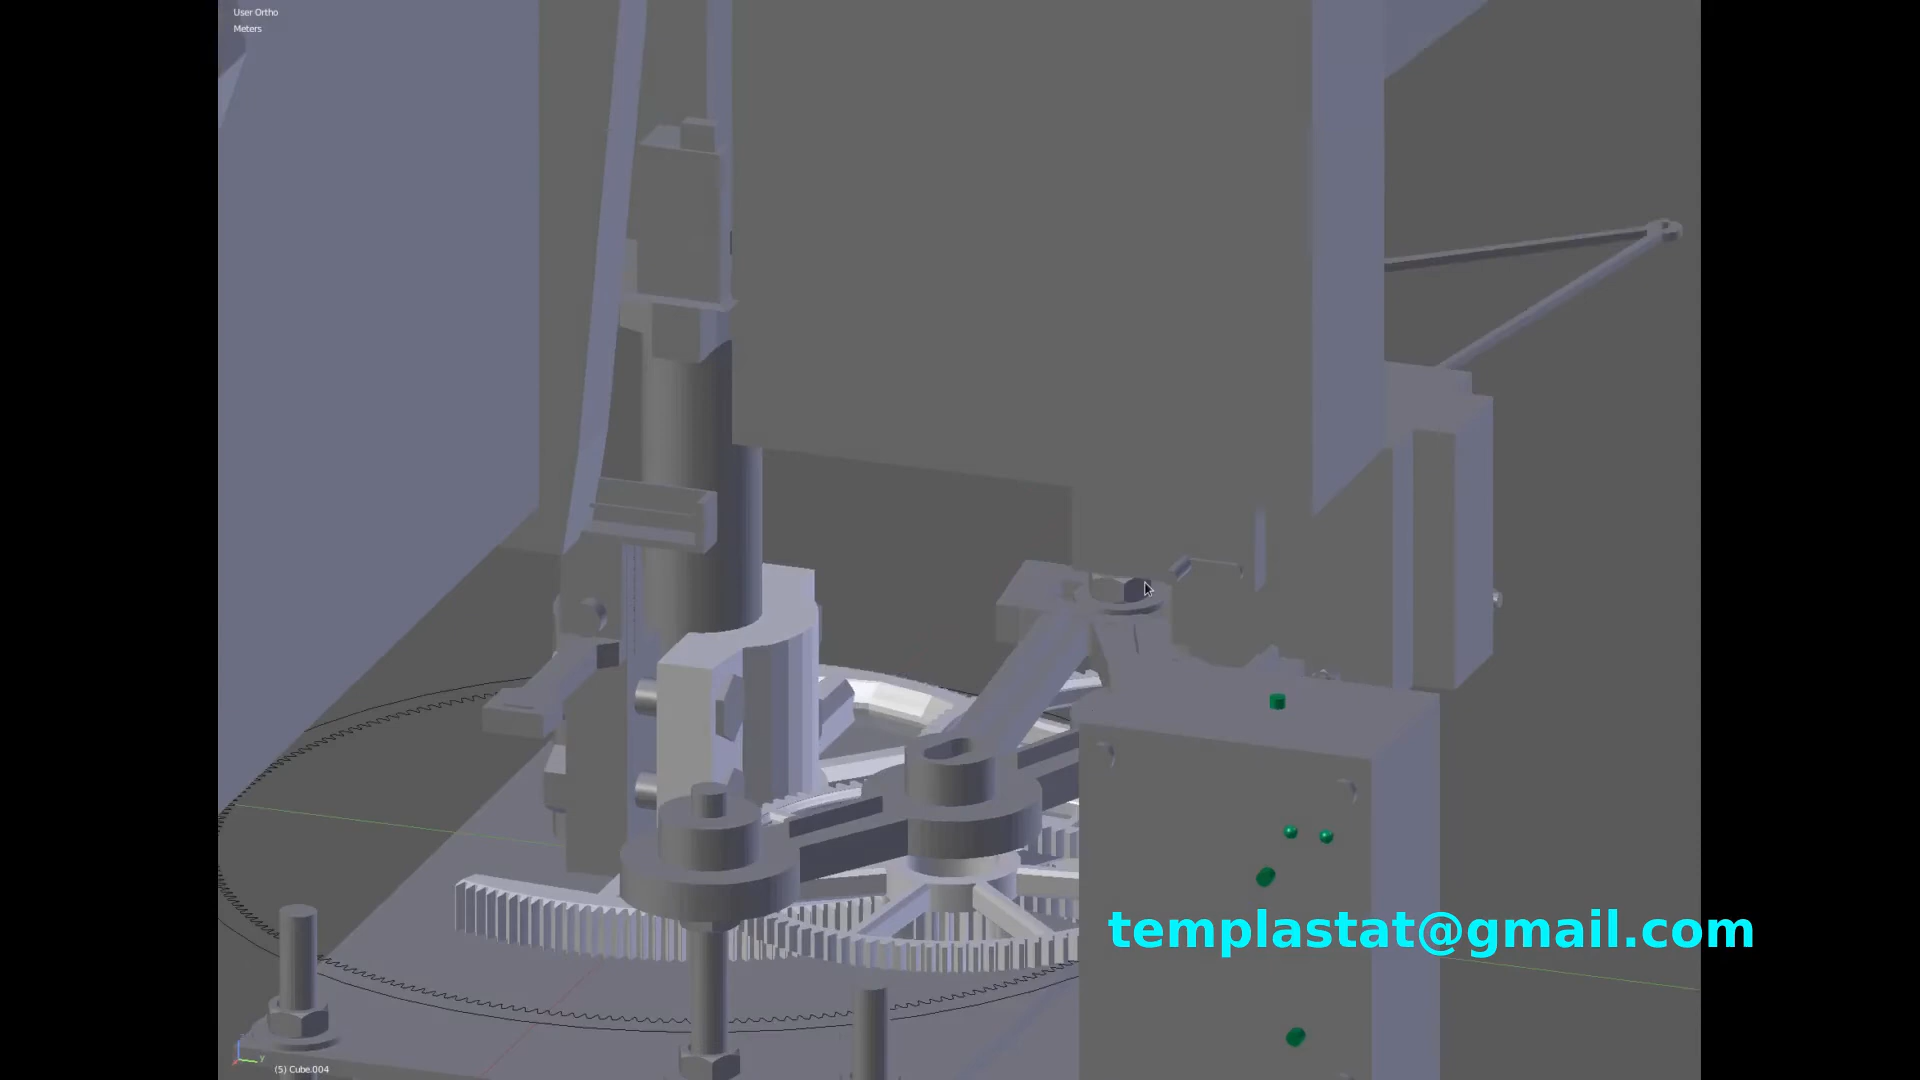 User Ortho
Meters
templastat@gmail.com
y
(5) Cube.004